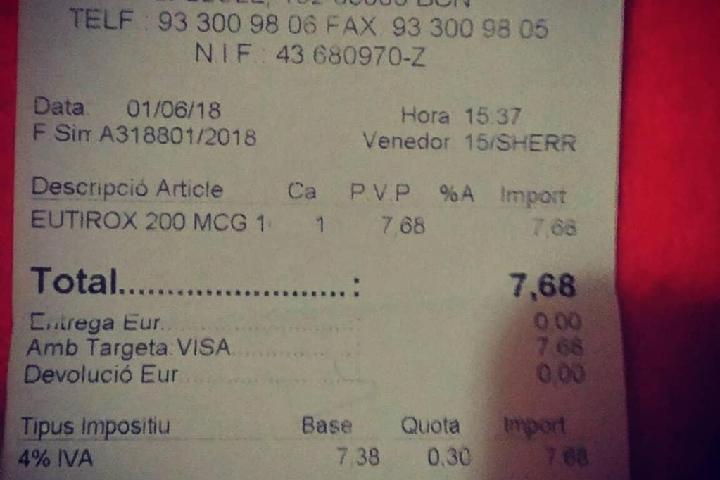 TELF : 93 300 98 06 FAX. 93 300 98 05
N I F : 43 680970-Z
Data. 01/06/18 Hora 15:37
F Sim A318801/2018 Venedor 15/SHERR
Descripció Article Ca P.V.P %A Import
EUTIROX 200 MCG 1 1 7,68 7,68
Total..........................: 7,68
Entrega Eur. 0,00
Amb Targeta VISA 7,68
Devolució Eur 0,00
Tipus Impositiu Base Quota Import
4% IVA 7,38 0,30 7,68